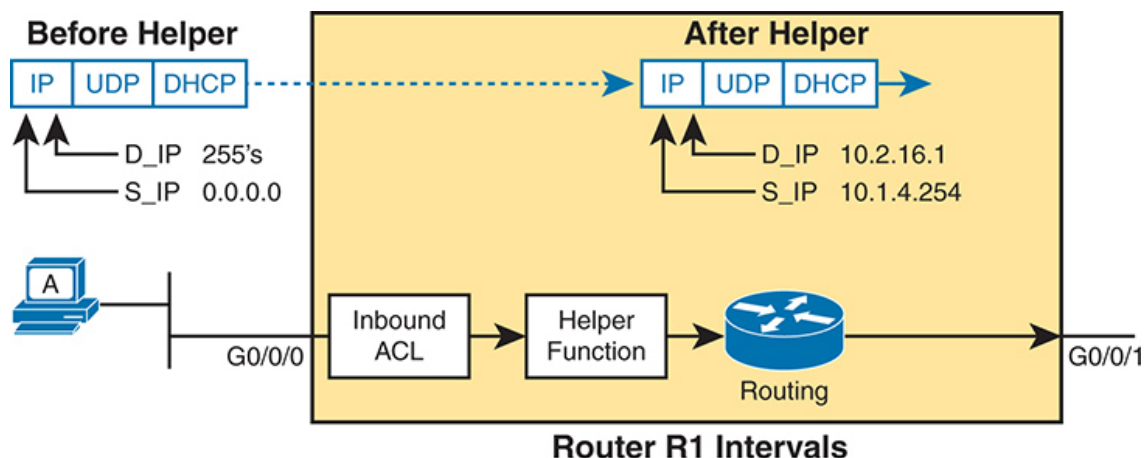 Before Helper
After Helper
IP UDP DHCP
IP UDP DHCP
D_IP 255's
S_IP 0.0.0.0
D_IP 10.2.16.1
S_IP 10.1.4.254
A
G0/0/0
Inbound
ACL
Helper
Function
Routing
G0/0/1
Router R1 Intervals